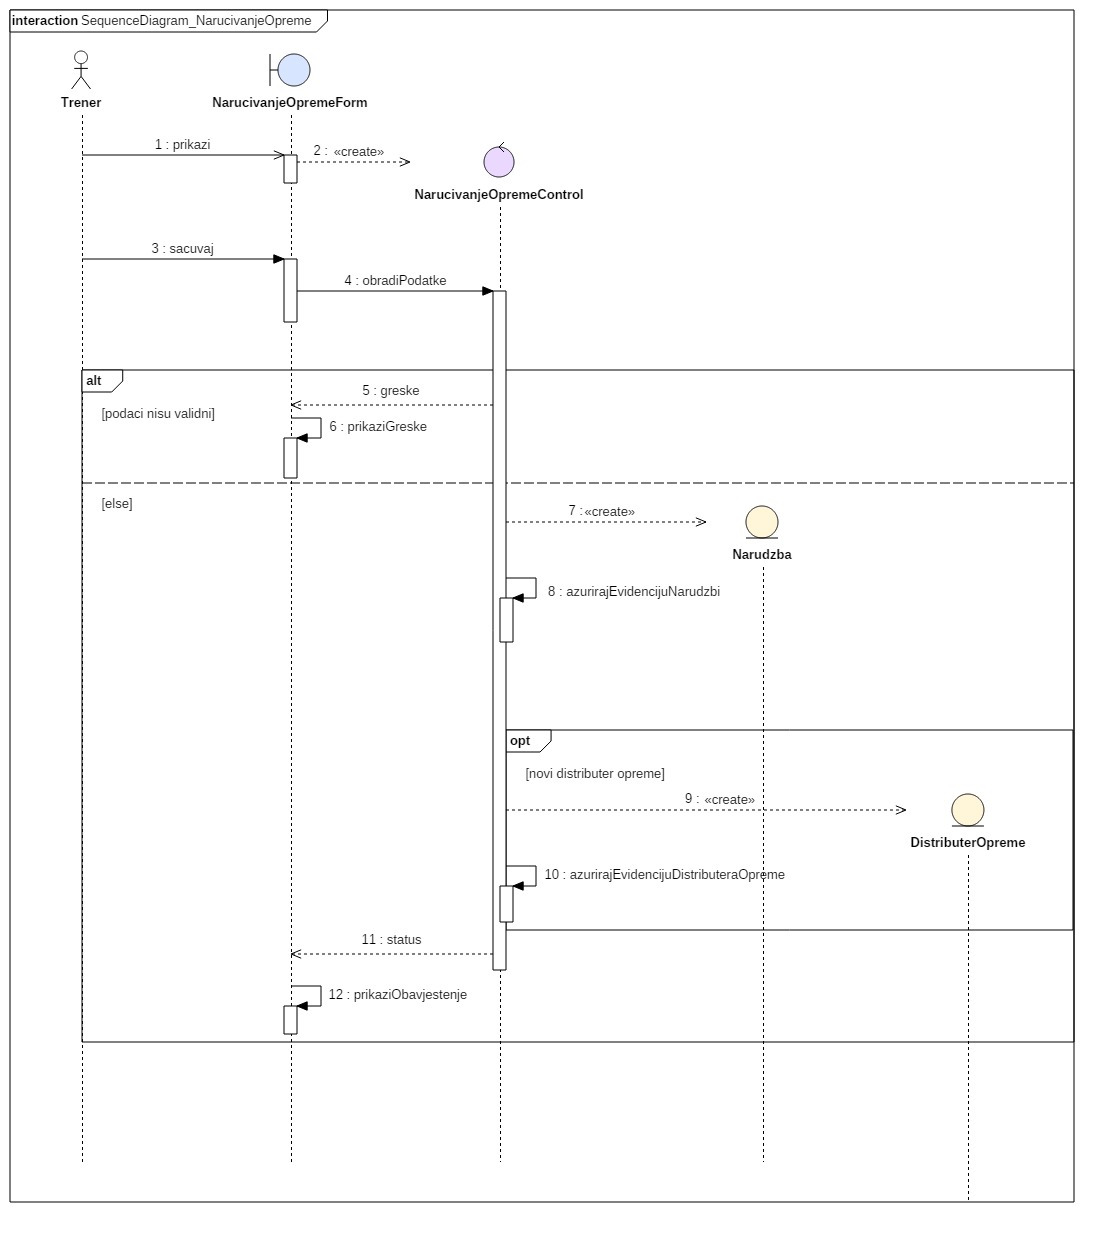 interaction SequenceDiagram_NarucivanjeOpreme
Trener
NarucivanjeOpremeForm
1 : prikazi
2 : «create»
NarucivanjeOpremeControl
3 : sacuvaj
4 : obradiPodatke
alt
5 : greske
[podaci nisu validni]
6 : prikaziGreske
[else]
7 : «create»
Narudzba
8 : azurirajEvidencijuNarudzbi
opt
[novi distributer opreme]
9 : «create»
DistributerOpreme
10 : azurirajEvidencijuDistributeraOpreme
11 : status
12 : prikaziObavjestenje